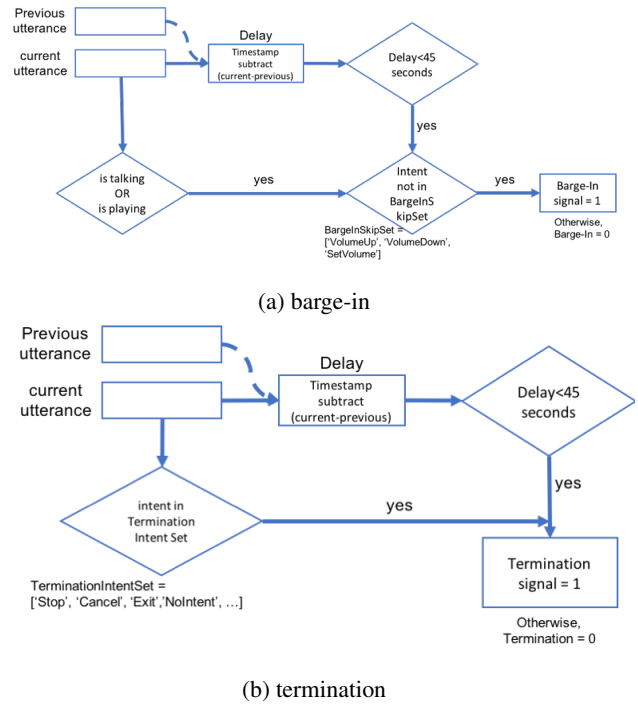 Previous
utterance
current
utterance
Delay
Timestamp
subtract
(current-previous)
Delay<45
seconds
yes
is talking
OR
is playing
yes
Intent
not in
BargeInS
kipSet
yes
Barge-In
signal = 1
Otherwise,
Barge-In = 0
BargeInSkipSet =
['VolumeUp', 'VolumeDown',
'SetVolume']
(a) barge-in
Previous
utterance
current
utterance
Delay
Timestamp
subtract
(current-previous)
Delay<45
seconds
yes
intent in
Termination
Intent Set
yes
Termination
signal = 1
Otherwise,
Termination = 0
TerminationIntentSet =
['Stop', 'Cancel', 'Exit','NoIntent', …]
(b) termination